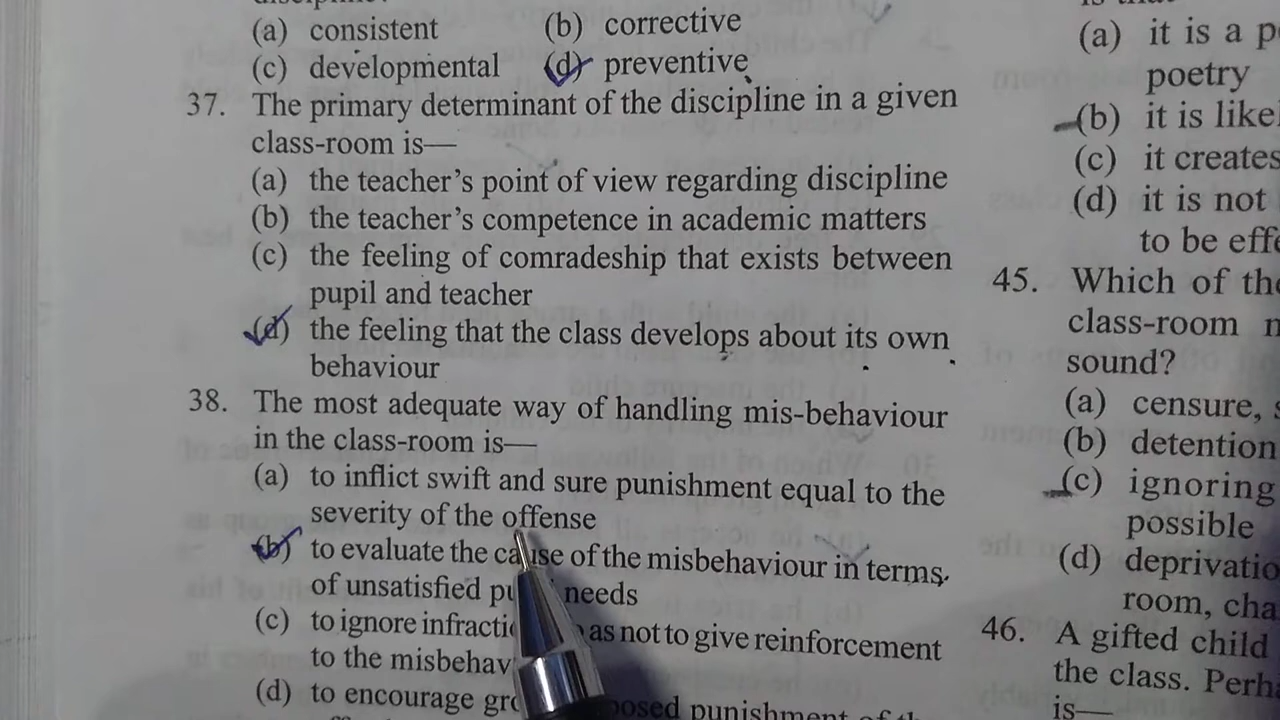 (a) consistent (b) corrective
(c) developmental (d) preventive
37. The primary determinant of the discipline in a given
class-room is—
(a) the teacher's point of view regarding discipline
(b) the teacher's competence in academic matters
(c) the feeling of comradeship that exists between
pupil and teacher
(d) the feeling that the class develops about its own
behaviour
38. The most adequate way of handling mis-behaviour
in the class-room is—
(a) to inflict swift and sure punishment equal to the
severity of the offense
(b) to evaluate the cause of the misbehaviour in terms
of unsatisfied needs
(c) to ignore as not to give reinforcement
to the
(d) to encourage punishment of
(a) it is a
poetry
(b) it is
(c) it creates
(d) it is not
to be
45. Which of
class-room
sound?
(a) censure,
(b) detention
(c) ignoring
possible
(d)
room,
46. A gifted child
the class.
is—